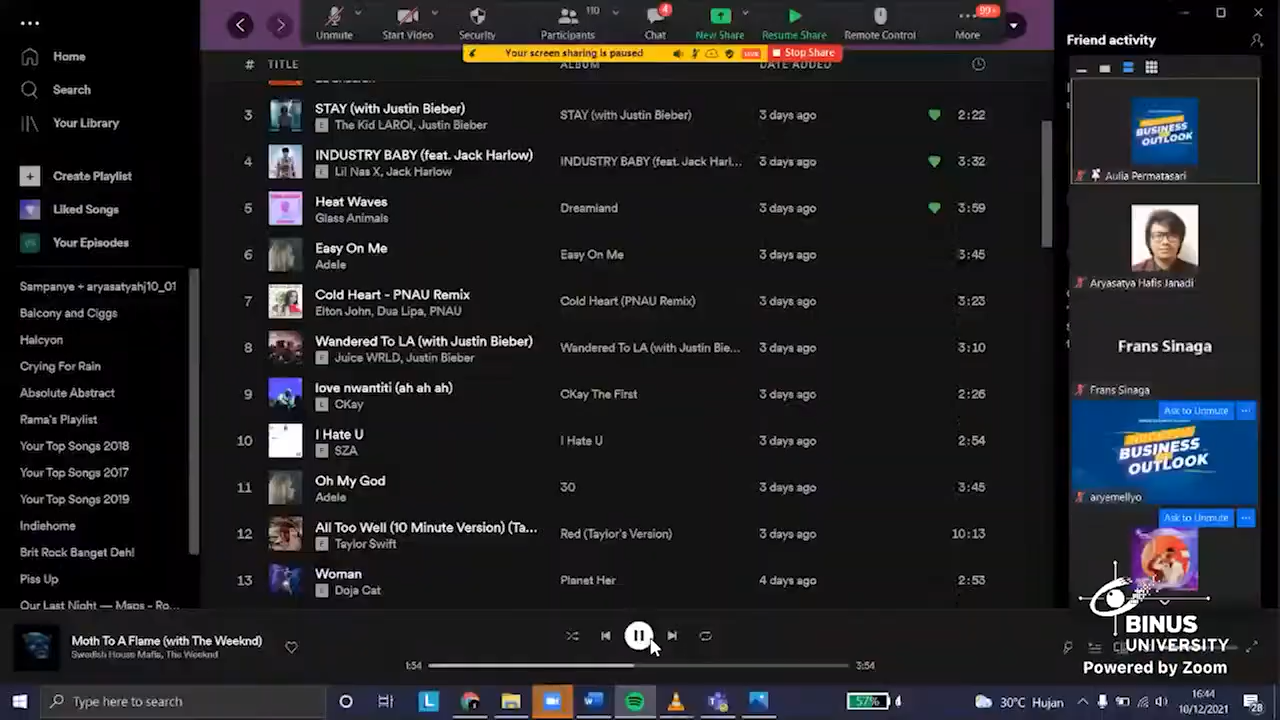 Unmute
Start Video
Security
Participants
110
Chat
4
New Share
Resume Share
Remote Control
More
99+
Your screen sharing is paused
LIVE
Stop Share
Home
Search
Your Library
Create Playlist
Liked Songs
Your Episodes
Sampanye + aryasatyahj10_01
Balcony and Ciggs
Halcyon
Crying For Rain
Absolute Abstract
Rama's Playlist
Your Top Songs 2018
Your Top Songs 2017
Your Top Songs 2019
Indiehome
Brit Rock Banget Deh!
Piss Up
Our Last Night — Maps - Ro...
# TITLE ALBUM DATE ADDED
3 STAY (with Justin Bieber) STAY (with Justin Bieber) 3 days ago 2:22
E The Kid LAROI, Justin Bieber
4 INDUSTRY BABY (feat. Jack Harlow) INDUSTRY BABY (feat. Jack Harl... 3 days ago 3:32
E Lil Nas X, Jack Harlow
5 Heat Waves Dreamland 3 days ago 3:59
Glass Animals
6 Easy On Me Easy On Me 3 days ago 3:45
Adele
7 Cold Heart - PNAU Remix Cold Heart (PNAU Remix) 3 days ago 3:23
Elton John, Dua Lipa, PNAU
8 Wandered To LA (with Justin Bieber) Wandered To LA (with Justin Bie... 3 days ago 3:10
E Juice WRLD, Justin Bieber
9 love nwantiti (ah ah ah) CKay The First 3 days ago 2:26
E CKay
10 I Hate U I Hate U 3 days ago 2:54
E SZA
11 Oh My God 30 3 days ago 3:45
Adele
12 All Too Well (10 Minute Version) (Ta... Red (Taylor's Version) 3 days ago 10:13
E Taylor Swift
13 Woman Planet Her 4 days ago 2:53
E Doja Cat
Friend activity
BUSINESS
OUTLOOK
Aulia Permatasari
Aryasatya Hafis Janadi
Frans Sinaga
Frans Sinaga
Ask to Unmute ...
BUSINESS
OUTLOOK
aryemellyo
Ask to Unmute ...
BINUS
UNIVERSITY
Powered by Zoom
Moth To A Flame (with The Weeknd)
Swedish House Mafia, The Weeknd
1:54
3:54
Type here to search
57%
30°C Hujan
16:44
10/12/2021
28